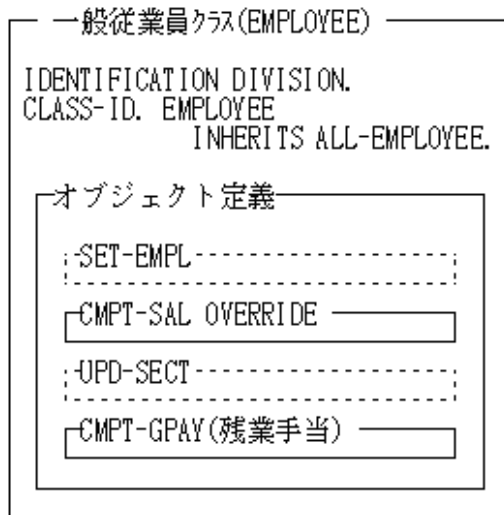 一般従業員ｸﾗｽ(EMPLOYEE)
IDENTIFICATION DIVISION.
CLASS-ID. EMPLOYEE
INHERITS ALL-EMPLOYEE.
オブジェクト定義
SET-EMPL
CMPT-SAL OVERRIDE
UPD-SECT
CMPT-GPAY(残業手当)